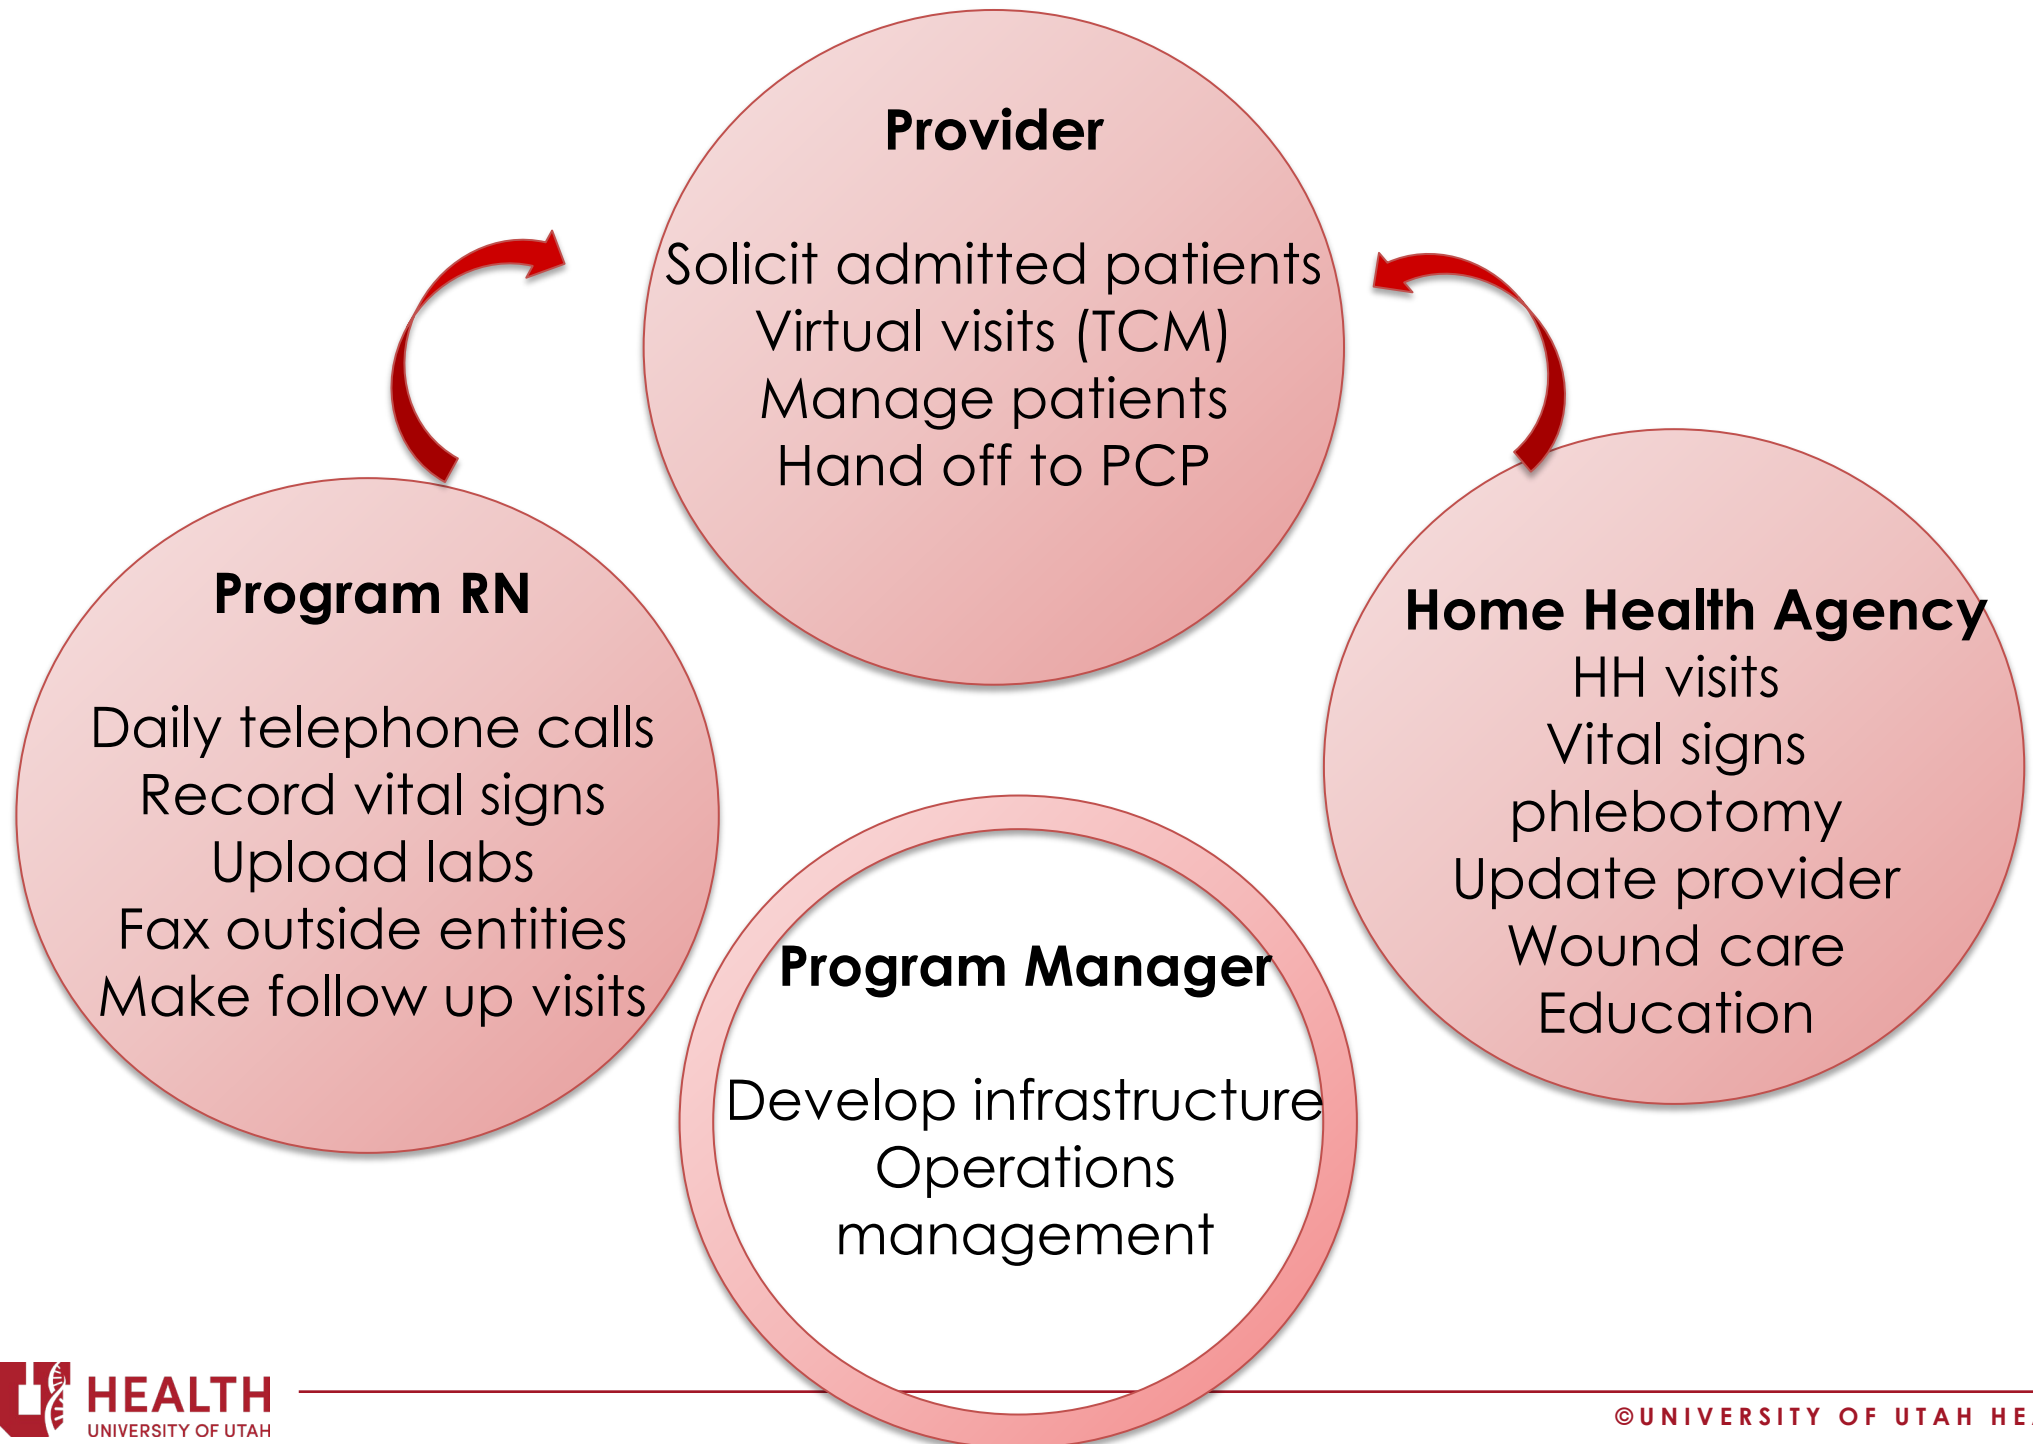 Provider
Solicit admitted patients
Virtual visits (TCM)
Manage patients
Hand off to PCP
Program RN
Daily telephone calls
Record vital signs
Upload labs
Fax outside entities
Make follow up visits
Home Health Agency
HH visits
Vital signs
phlebotomy
Update provider
Wound care
Education
Program Manager
Develop infrastructure
Operations
management
HEALTH
UNIVERSITY OF UTAH
©UNIVERSITY OF UTAH